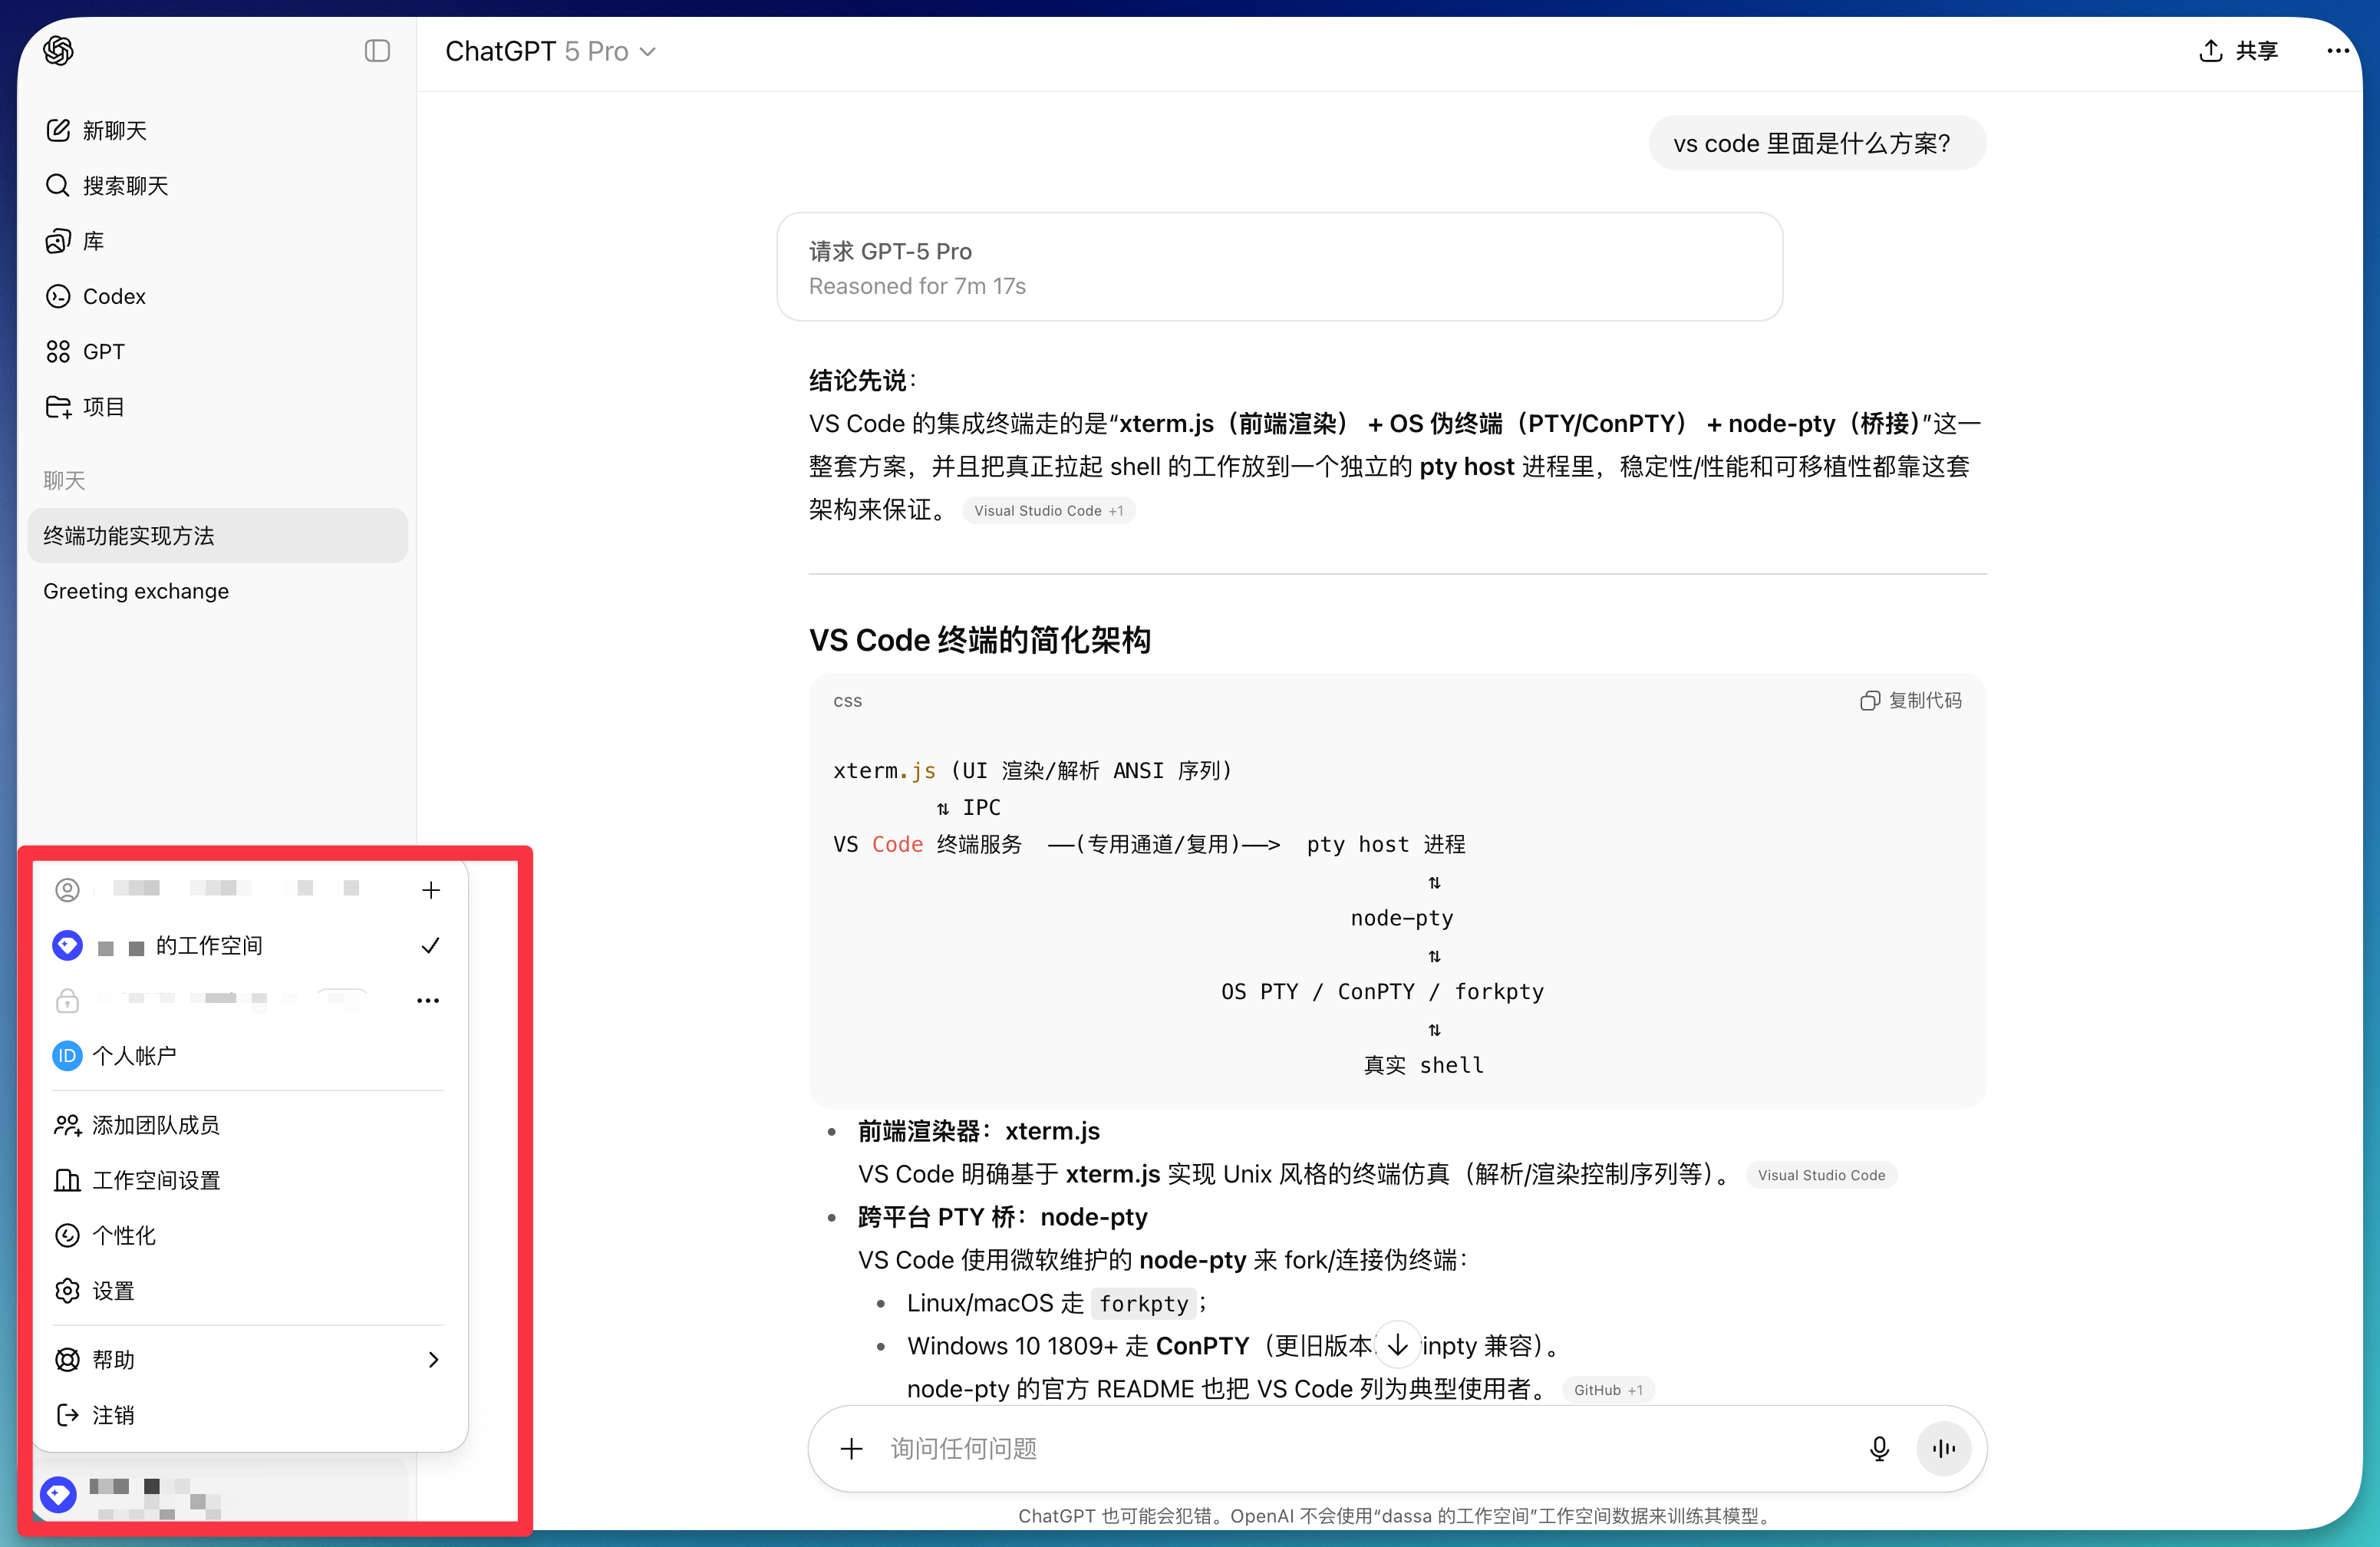 ChatGPT 5 Pro
共享
新聊天
搜索聊天
库
Codex
GPT
项目
聊天
终端功能实现方法
Greeting exchange
的工作空间
ID 个人帐户
添加团队成员
工作空间设置
个性化
设置
帮助
注销
vs code 里面是什么方案?
请求 GPT-5 Pro
Reasoned for 7m 17s
结论先说：
VS Code 的集成终端走的是“xterm.js（前端渲染） + OS 伪终端（PTY/ConPTY） + node-pty（桥接）”这一
整套方案，并且把真正拉起 shell 的工作放到一个独立的 pty host 进程里，稳定性/性能和可移植性都靠这套
架构来保证。 Visual Studio Code +1
VS Code 终端的简化架构
css
复制代码
xterm.js (UI 渲染/解析 ANSI 序列)
⇅ IPC
VS Code 终端服务 ——(专用通道/复用)——> pty host 进程
⇅
node-pty
⇅
OS PTY / ConPTY / forkpty
⇅
真实 shell
前端渲染器：xterm.js
VS Code 明确基于 xterm.js 实现 Unix 风格的终端仿真（解析/渲染控制序列等）。 Visual Studio Code
跨平台 PTY 桥：node-pty
VS Code 使用微软维护的 node-pty 来 fork/连接伪终端：
Linux/macOS 走 forkpty；
Windows 10 1809+ 走 ConPTY（更旧版本 inpty 兼容）。
node-pty 的官方 README 也把 VS Code 列为典型使用者。 GitHub +1
询问任何问题
ChatGPT 也可能会犯错。OpenAI 不会使用“dassa 的工作空间”工作空间数据来训练其模型。